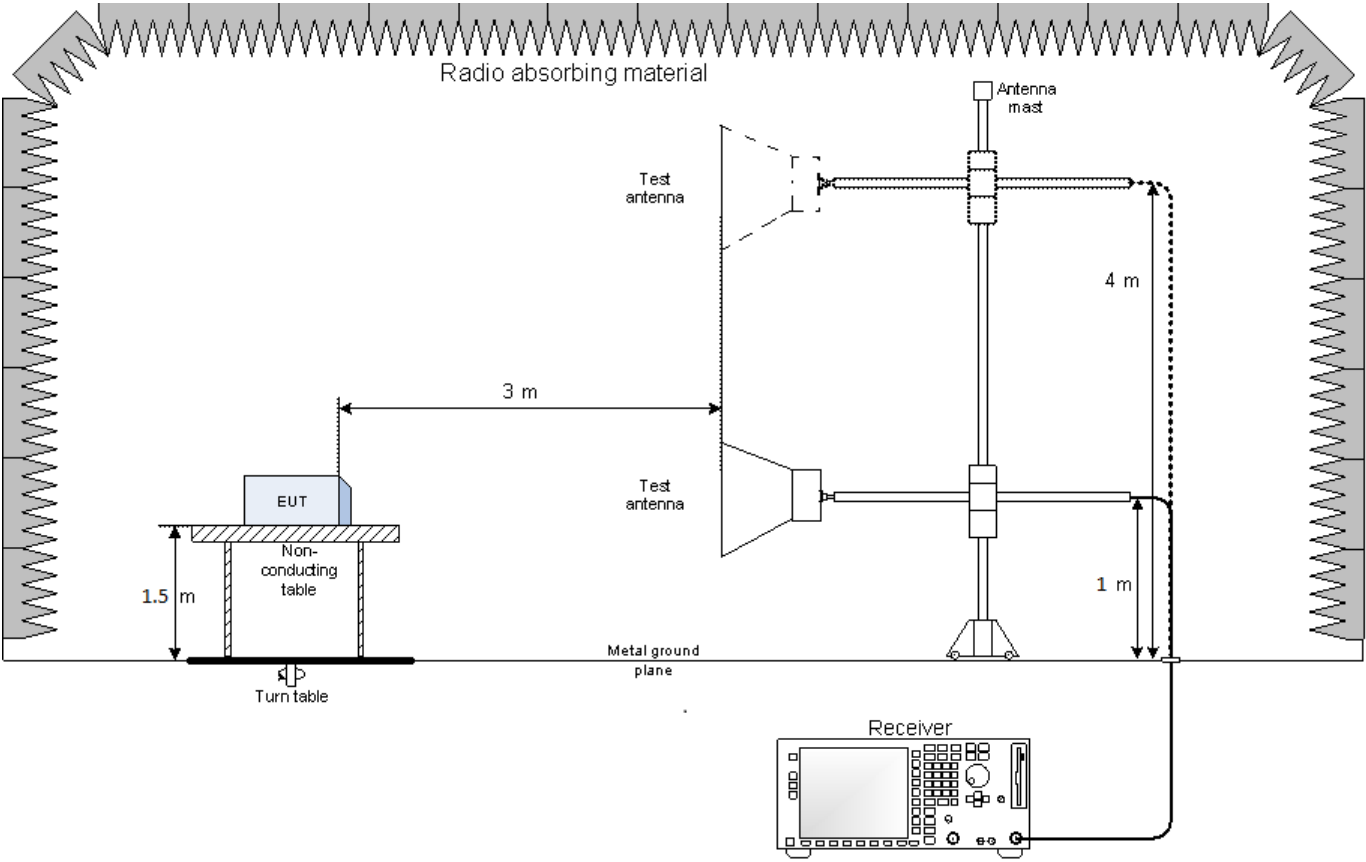 Radio absorbing material
Antenna
mast
Test
antenna
4 m
3 m
Test
antenna
EUT
Non-
conducting
table
1.5 m
1 m
Metal ground
plane
Turn table
Receiver